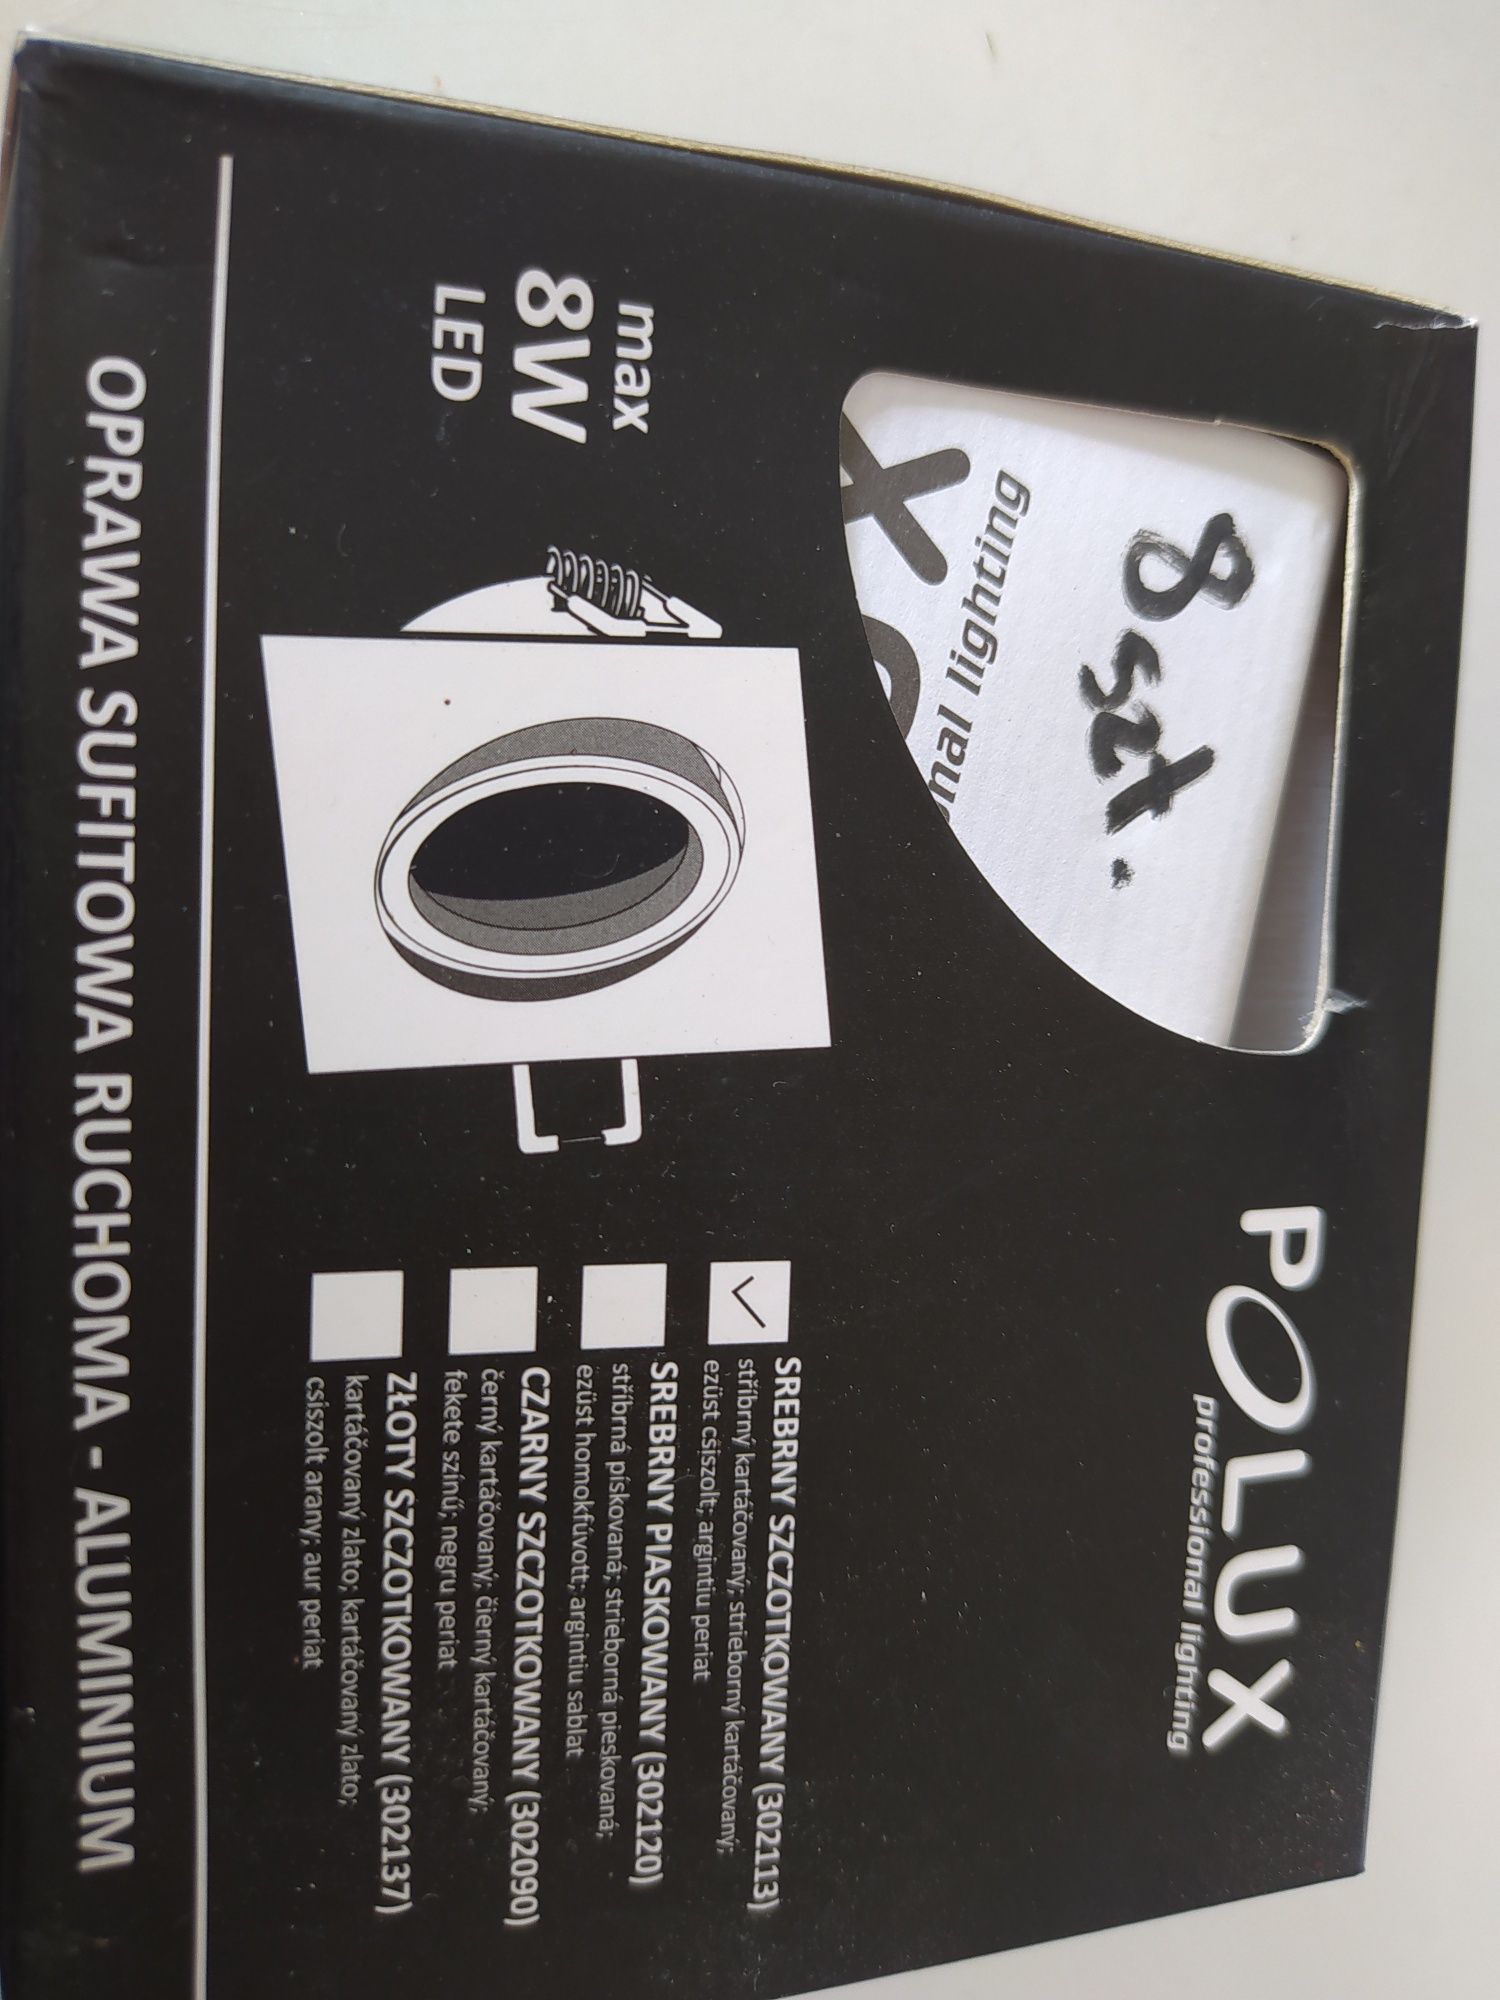 POLUX
professional lighting
8 szt.
X
nal lighting
max
8W
LED
SREBRNY SZCZOTKOWANY (302113)
stříbrný kartáčovaný; strieborný kartáčovaný;
ezüst csiszolt; argintiu periat
SREBRNY PIASKOWANY (302120)
stříbrná pískovaná; strieborná pieskovaná;
ezüst homokfúvott; argintiu sablat
CZARNY SZCZOTKOWANY (302090)
černý kartáčovaný; čierný kartáčovaný;
fekete színű; negru periat
ZŁOTY SZCZOTKOWANY (302137)
kartáčovaný zlato; kartáčovaný zlato;
csiszolt arany; aur periat
OPRAWA SUFITOWA RUCHOMA - ALUMINIUM